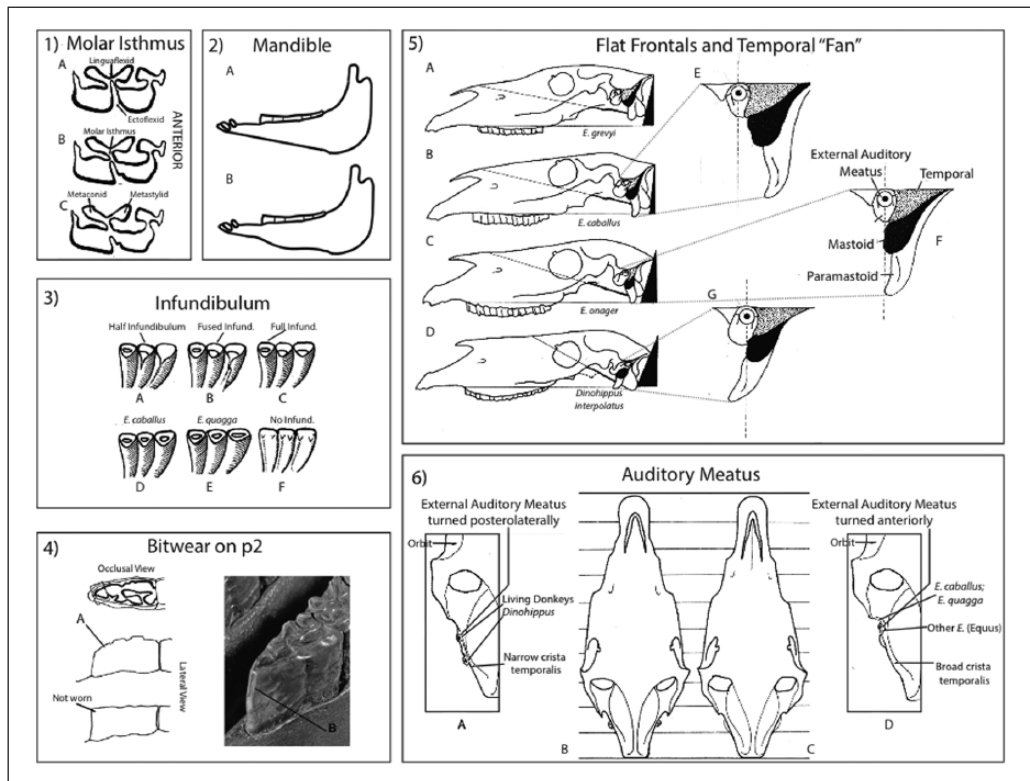 1) Molar Isthmus
A
Linguaflexid
Ectoflexid
B
Molar Isthmus
Metaconid
Metastylid
C
ANTERIOR
2) Mandible
A
B
3)
Infundibulum
Half Infundibulum
Fused Infund.
Full Infund.
A
B
C
E. caballus
E. quagga
No Infund.
D
E
F
4)
Bitwear on p2
Occlusal View
A
Not worn
Lateral View
B
5)
Flat Frontals and Temporal "Fan"
A
E. grevyi
B
E. caballus
C
E. onager
D
Dinohippus
interpolatus
E
External Auditory
Meatus
Temporal
Mastoid
F
Paramastoid
G
6)
Auditory Meatus
External Auditory Meatus
turned posterolaterally
Orbit
Living Donkeys
Dinohippus
Narrow crista
temporalis
A
B
C
External Auditory Meatus
turned anteriorly
Orbit
E. caballus;
E. quagga
Other E. (Equus)
Broad crista
temporalis
D